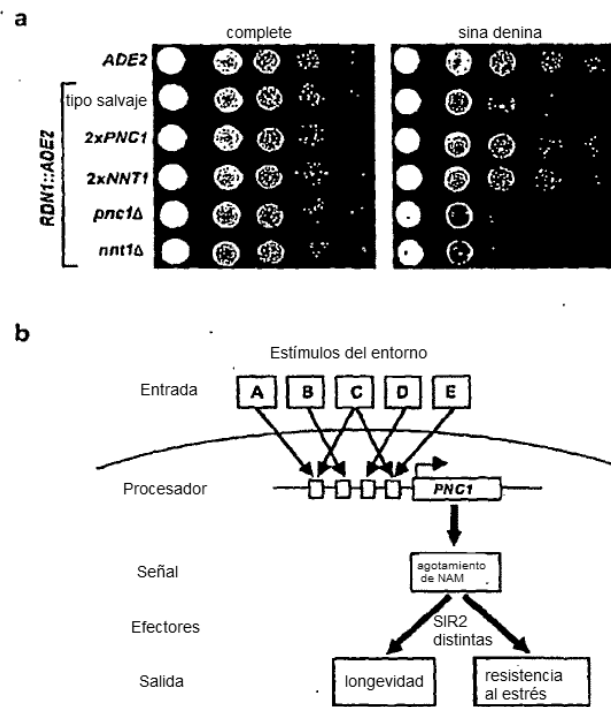 a
complete
sina denina
ADE2
tipo salvaje
2xPNC1
2xNNT1
pnc1Δ
nnt1Δ
RDN1::ADE2
b
Estímulos del entorno
Entrada
A B C D E
Procesador
PNC1
Señal
agotamiento
de NAM
Efectores
SIR2
distintas
Salida
longevidad
resistencia
al estrés